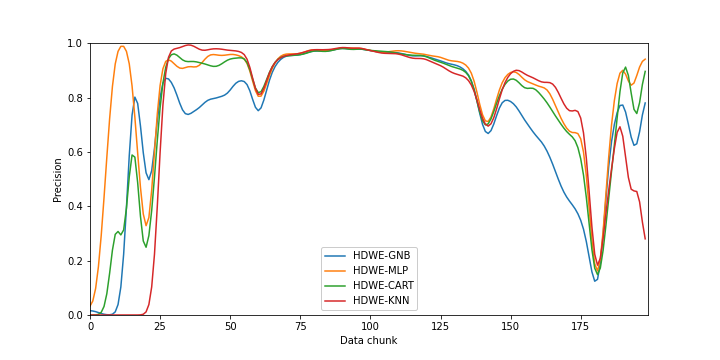 1.0
0.8
0.6
0.4
0.2
0.0
Precision
0
25
50
75
100
125
150
175
Data chunk
HDWE-GNB
HDWE-MLP
HDWE-CART
HDWE-KNN